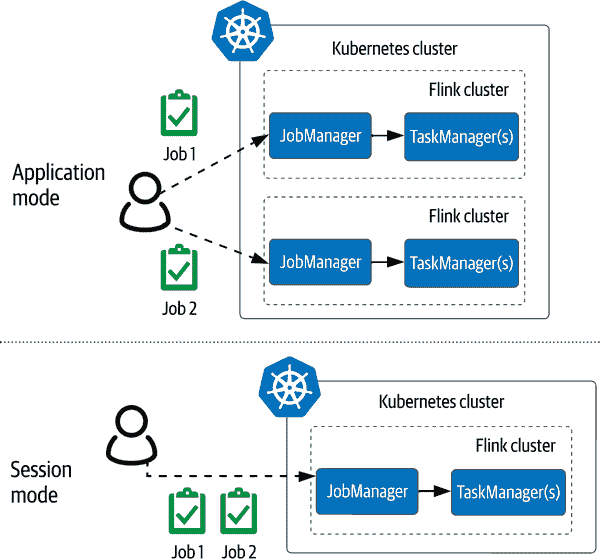 Kubernetes cluster
Flink cluster
Job 1
JobManager
TaskManager(s)
Application
mode
Flink cluster
Job 2
JobManager
TaskManager(s)
Kubernetes cluster
Flink cluster
Session
mode
JobManager
TaskManager(s)
Job 1
Job 2